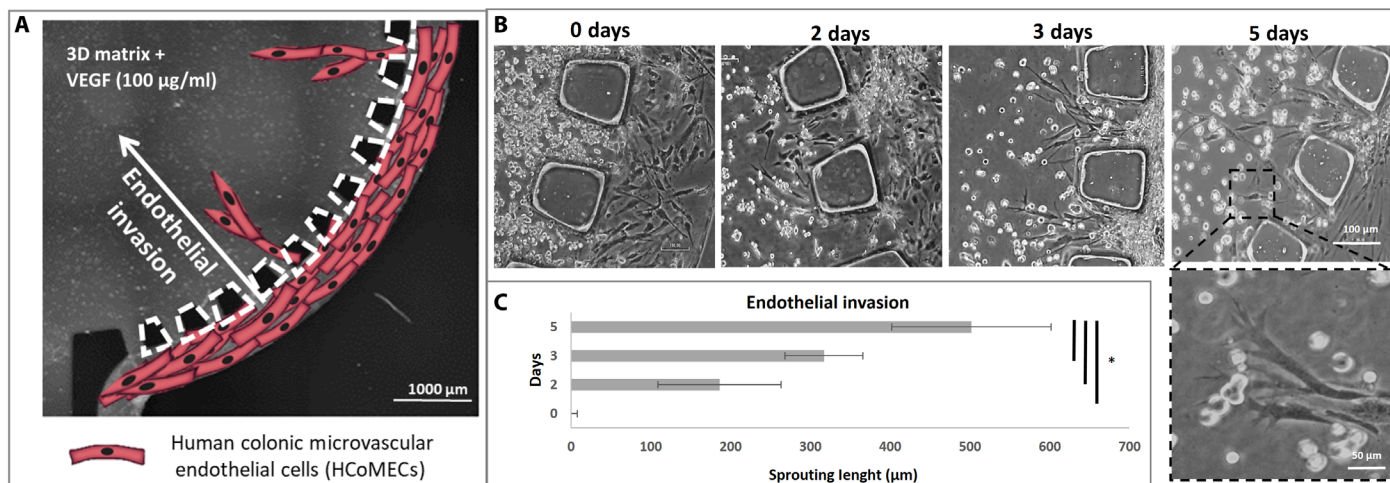 A
3D matrix +
VEGF (100 µg/ml)
Endothelial
invasion
1000 µm
Human colonic microvascular
endothelial cells (HCoMECs)
B
0 days
2 days
3 days
5 days
100 µm
50 µm
C
Endothelial invasion
Days
5
3
2
0
*
0 100 200 300 400 500 600 700
Sprouting lenght (µm)